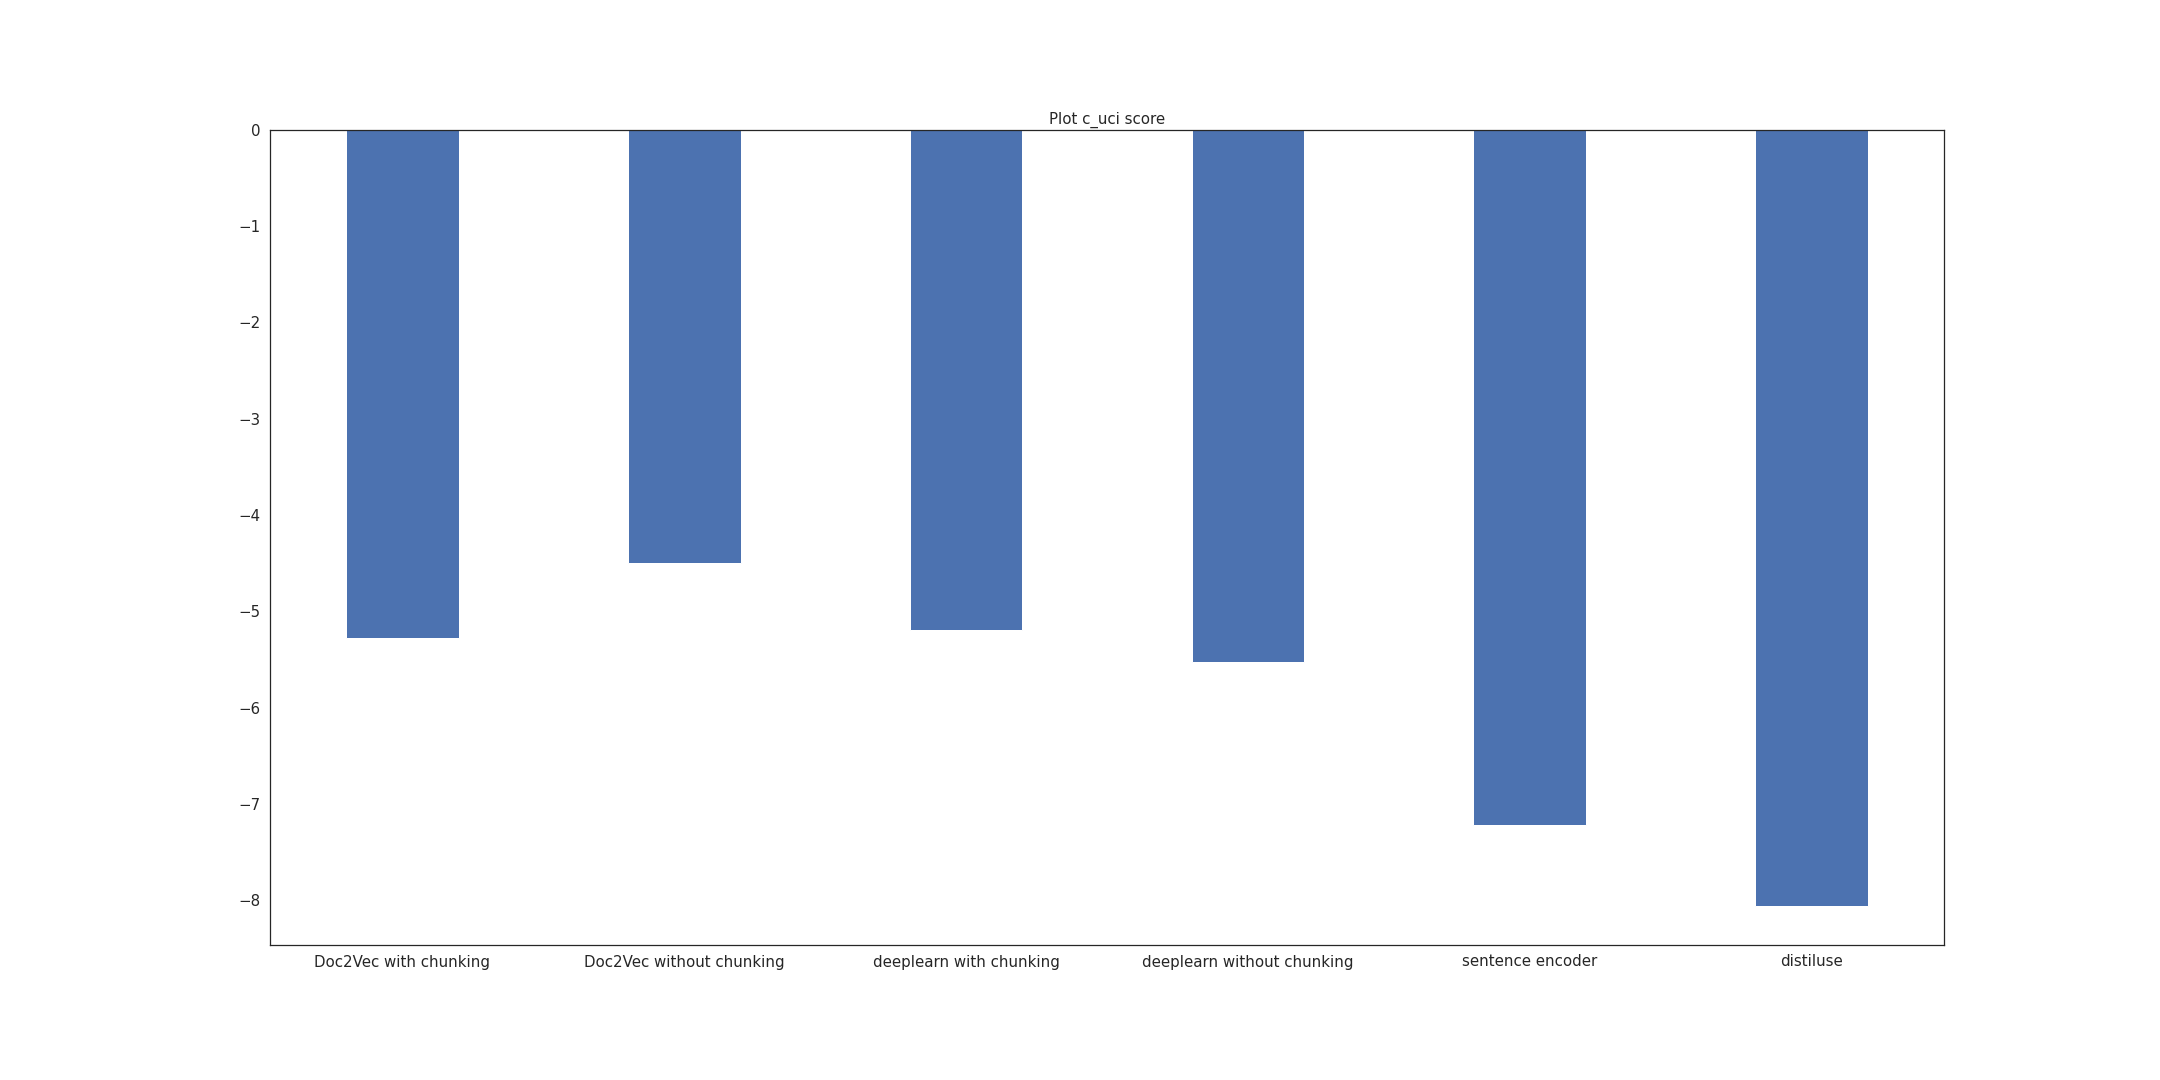 Plot c_uci score
0
−1
−2
−3
−4
−5
−6
−7
−8
Doc2Vec with chunking
Doc2Vec without chunking
deeplearn with chunking
deeplearn without chunking
sentence encoder
distiluse